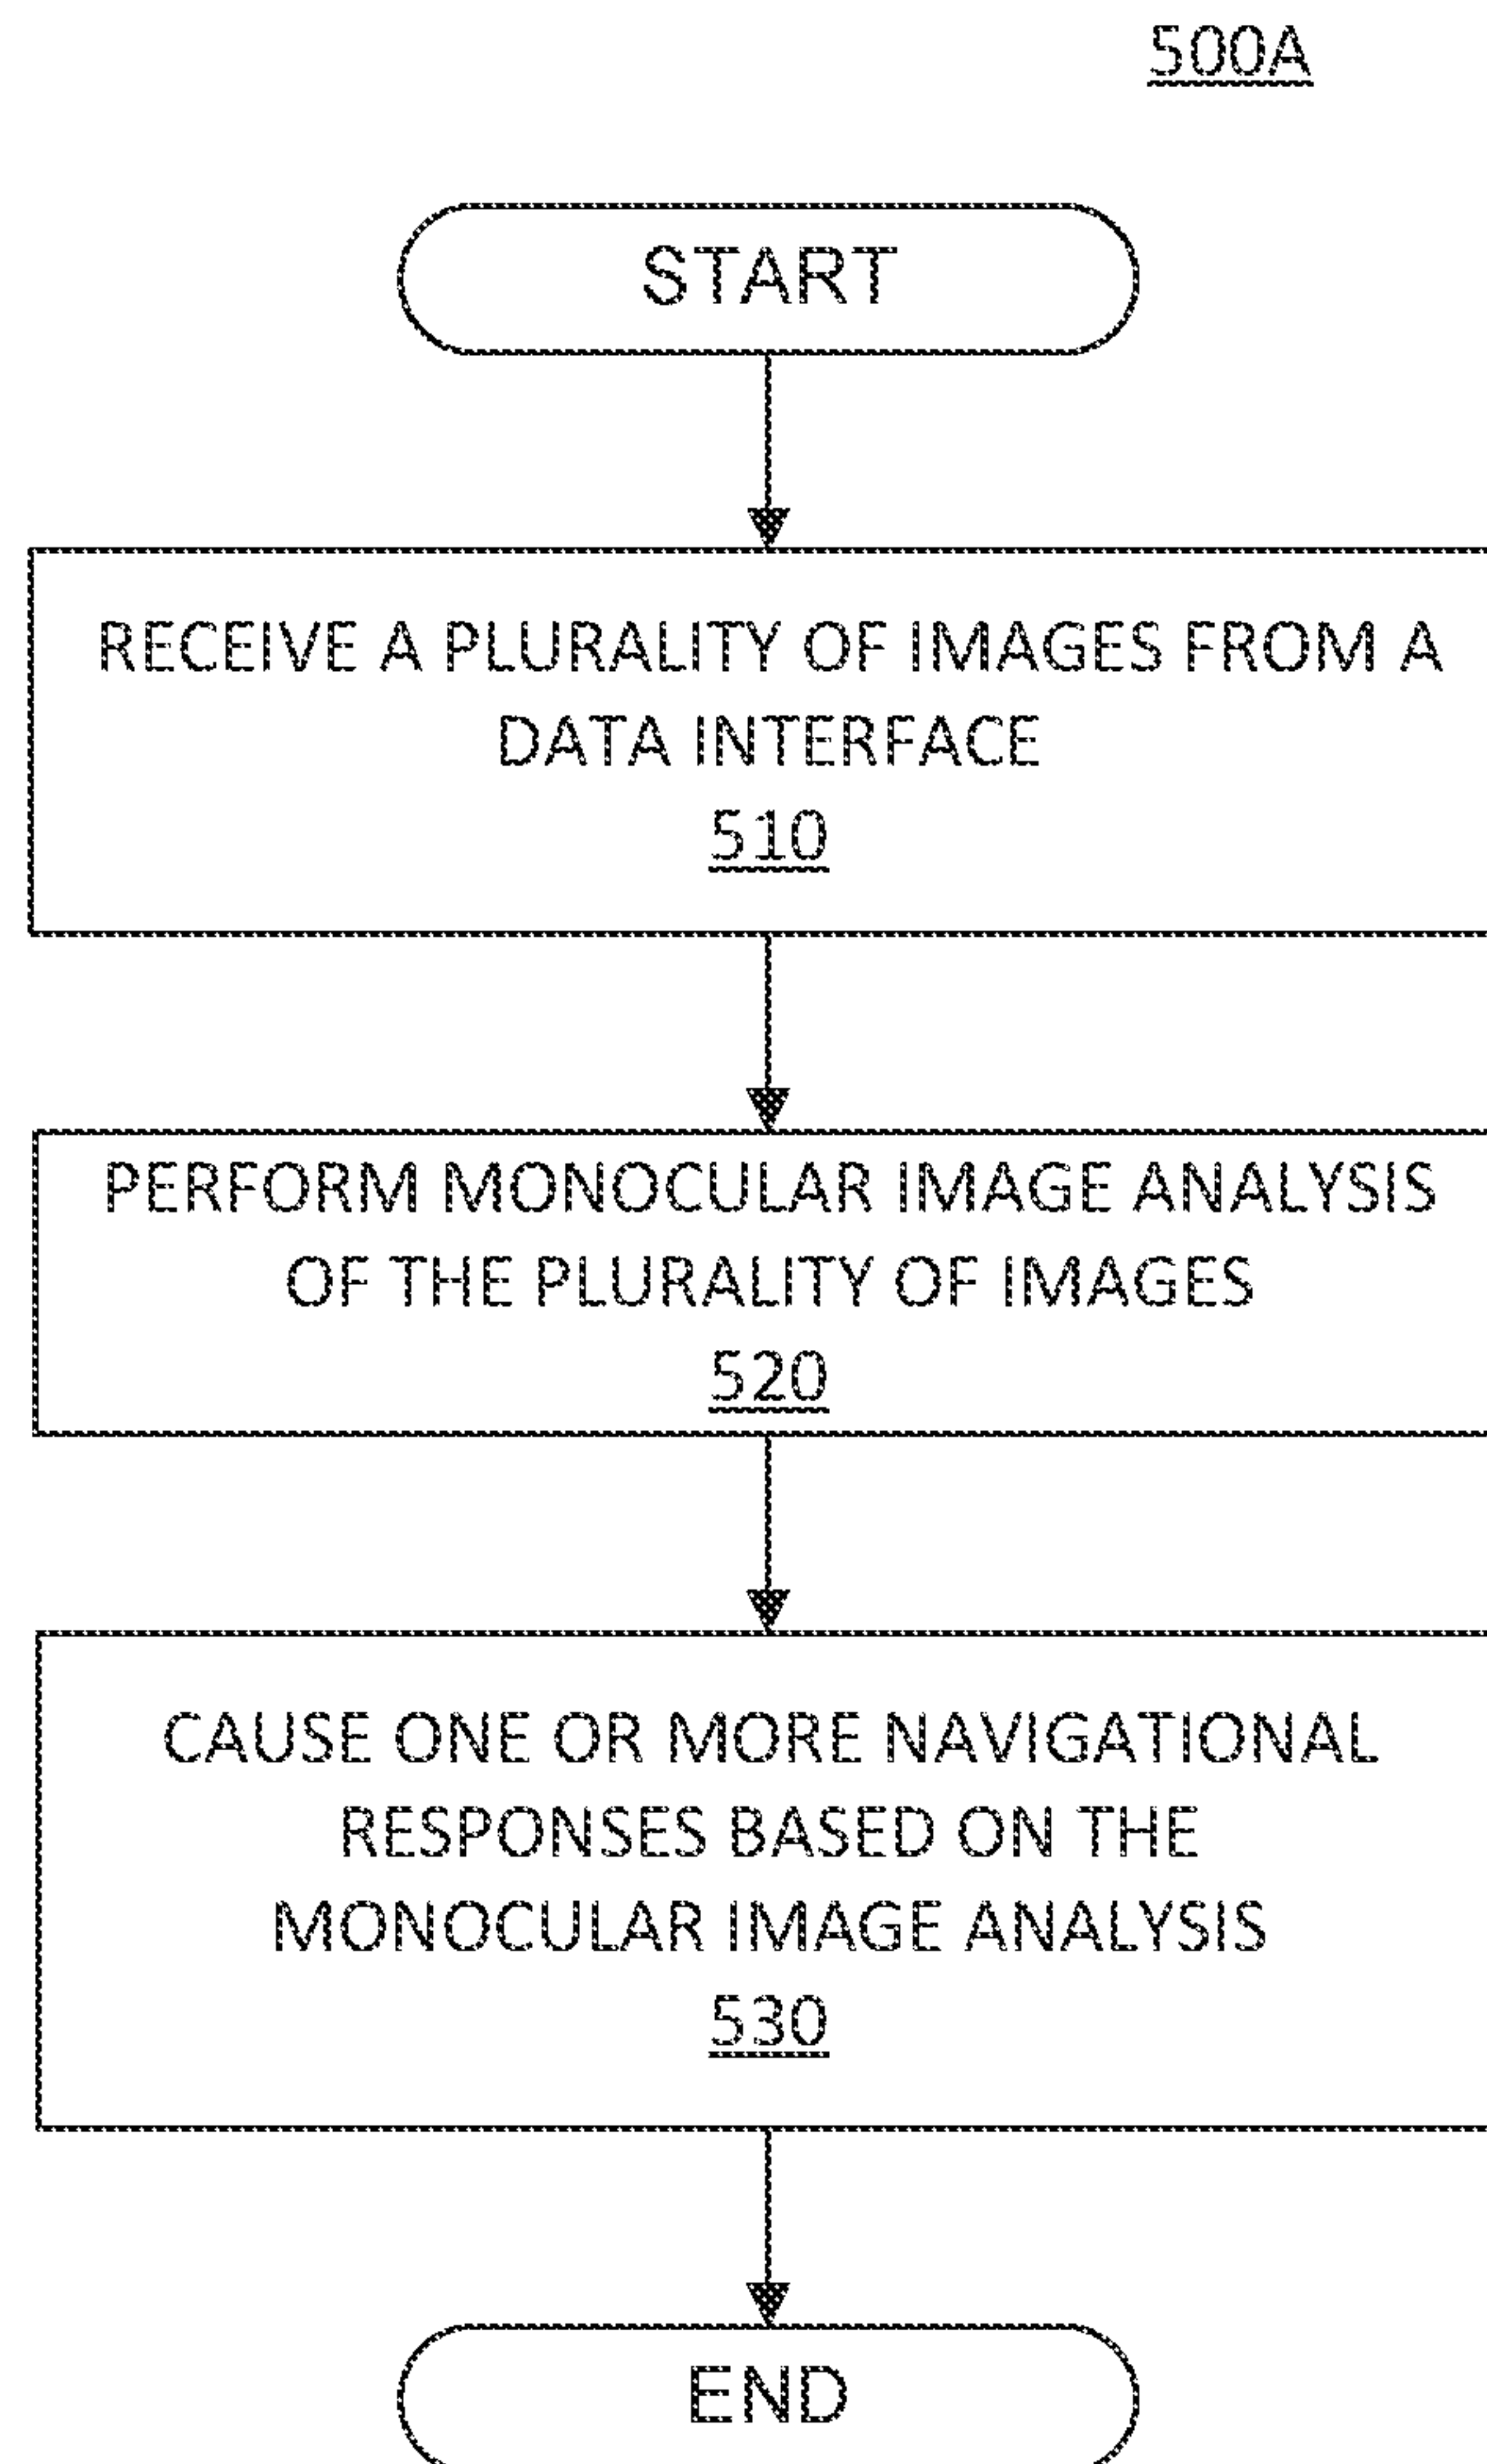 500A
START
RECEIVE A PLURALITY OF IMAGES FROM A
DATA INTERFACE
510
PERFORM MONOCULAR IMAGE ANALYSIS
OF THE PLURALITY OF IMAGES
520
CAUSE ONE OR MORE NAVIGATIONAL
RESPONSES BASED ON THE
MONOCULAR IMAGE ANALYSIS
530
END